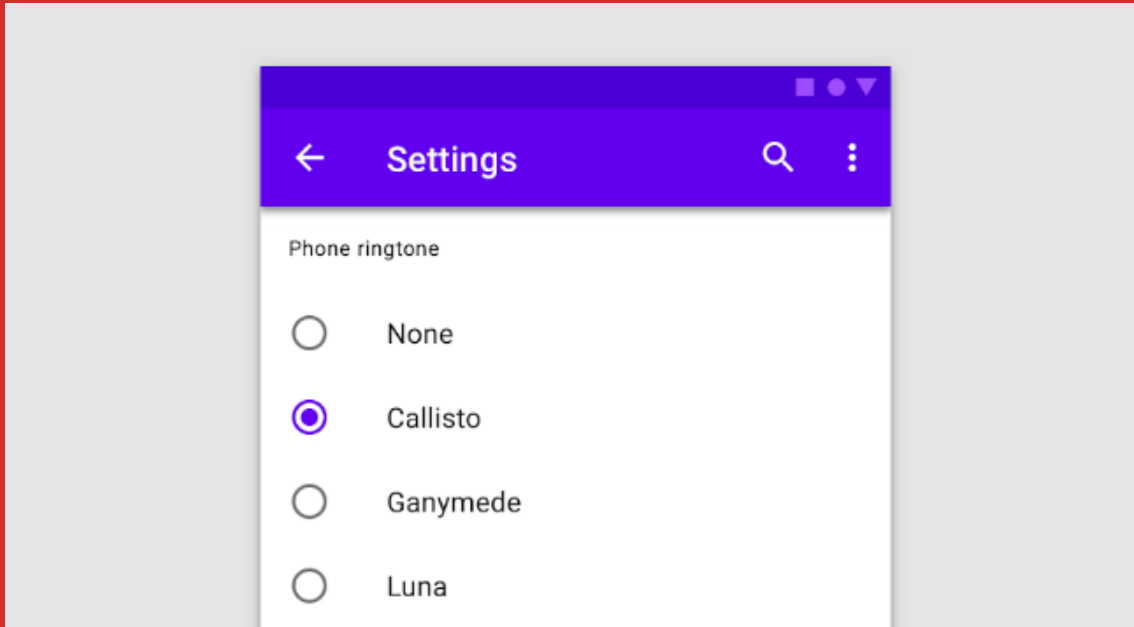 Settings
Phone ringtone
None
Callisto
Ganymede
Luna